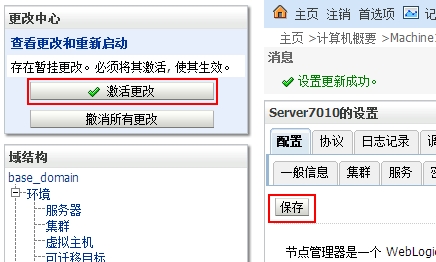 更改中心
查看更改和重新启动
存在暂挂更改。必须将其激活, 使其生效。
激活更改
撤消所有更改
域结构
base_domain
环境
服务器
集群
虚拟主机
可迁移目标
主页 注销 首选项
主页 >计算机概要 >Machine
消息
设置更新成功。
Server7010的设置
配置 协议 日志记录
一般信息 集群 服务
保存
节点管理器是一个 WebLogi